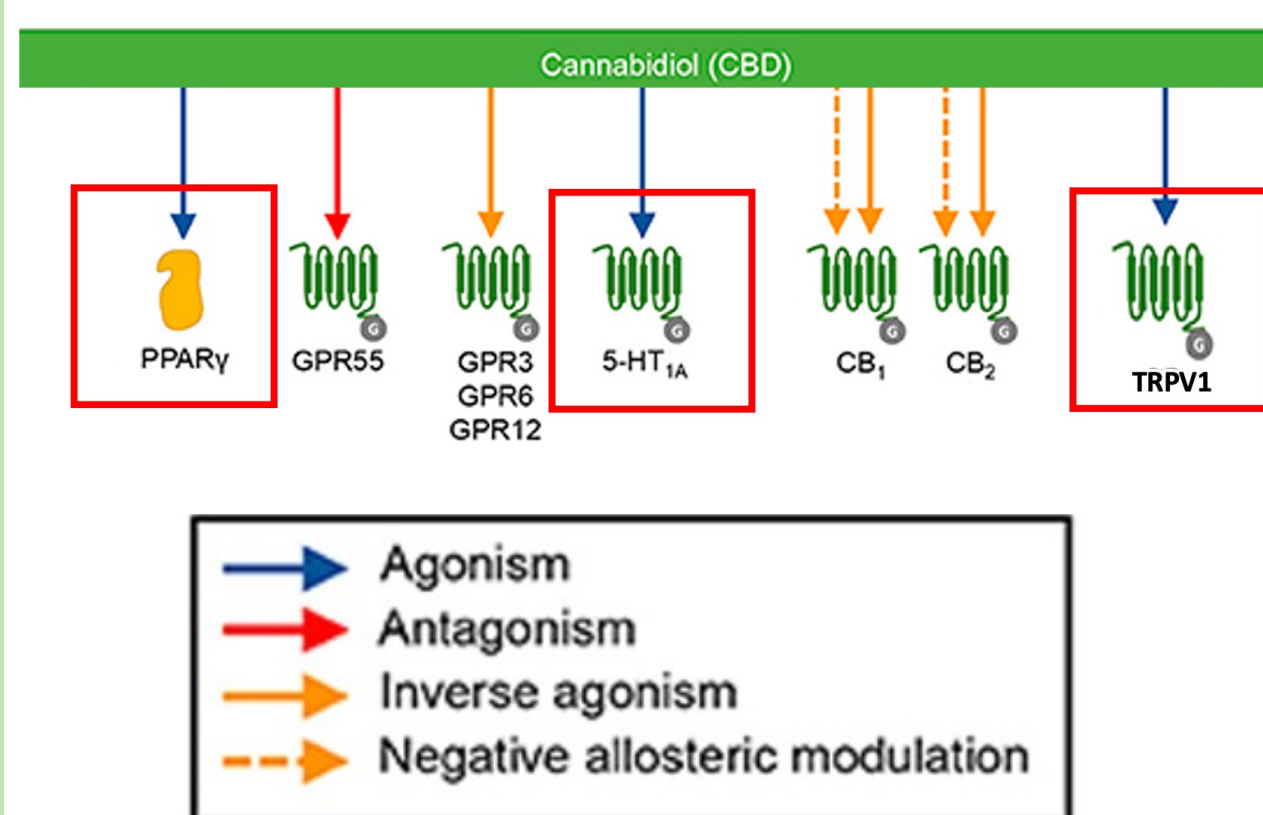 Cannabidiol (CBD)
PPARγ
GPR55
GPR3
GPR6
GPR12
5-HT1A
CB1
CB2
TRPV1
G
G
G
G
G
G
Agonism
Antagonism
Inverse agonism
Negative allosteric modulation